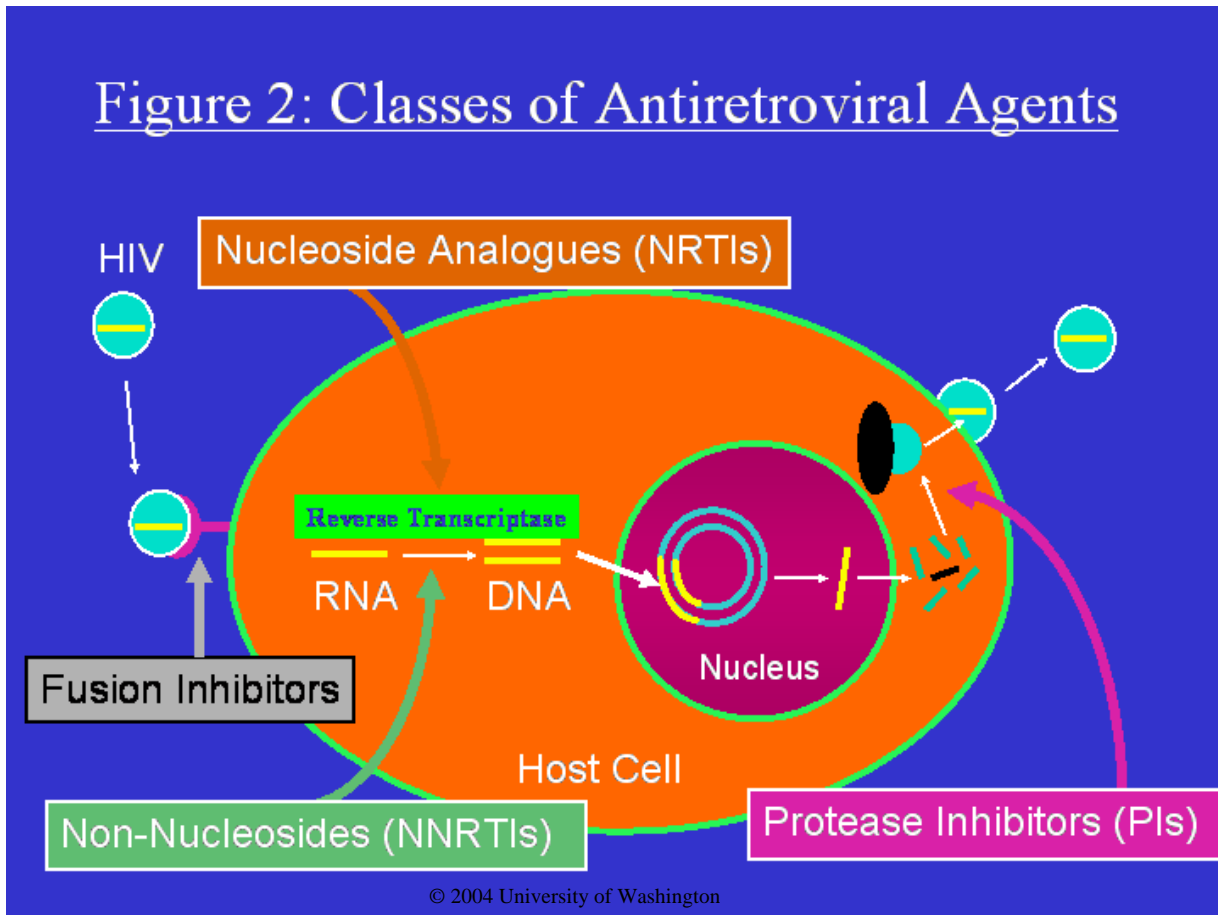 Figure 2: Classes of Antiretroviral Agents
Nucleoside Analogues (NRTIs)
HIV
Reverse Transcriptase
RNA
DNA
Nucleus
Fusion Inhibitors
Host Cell
Non-Nucleosides (NNRTIs)
Protease Inhibitors (PIs)
© 2004 University of Washington